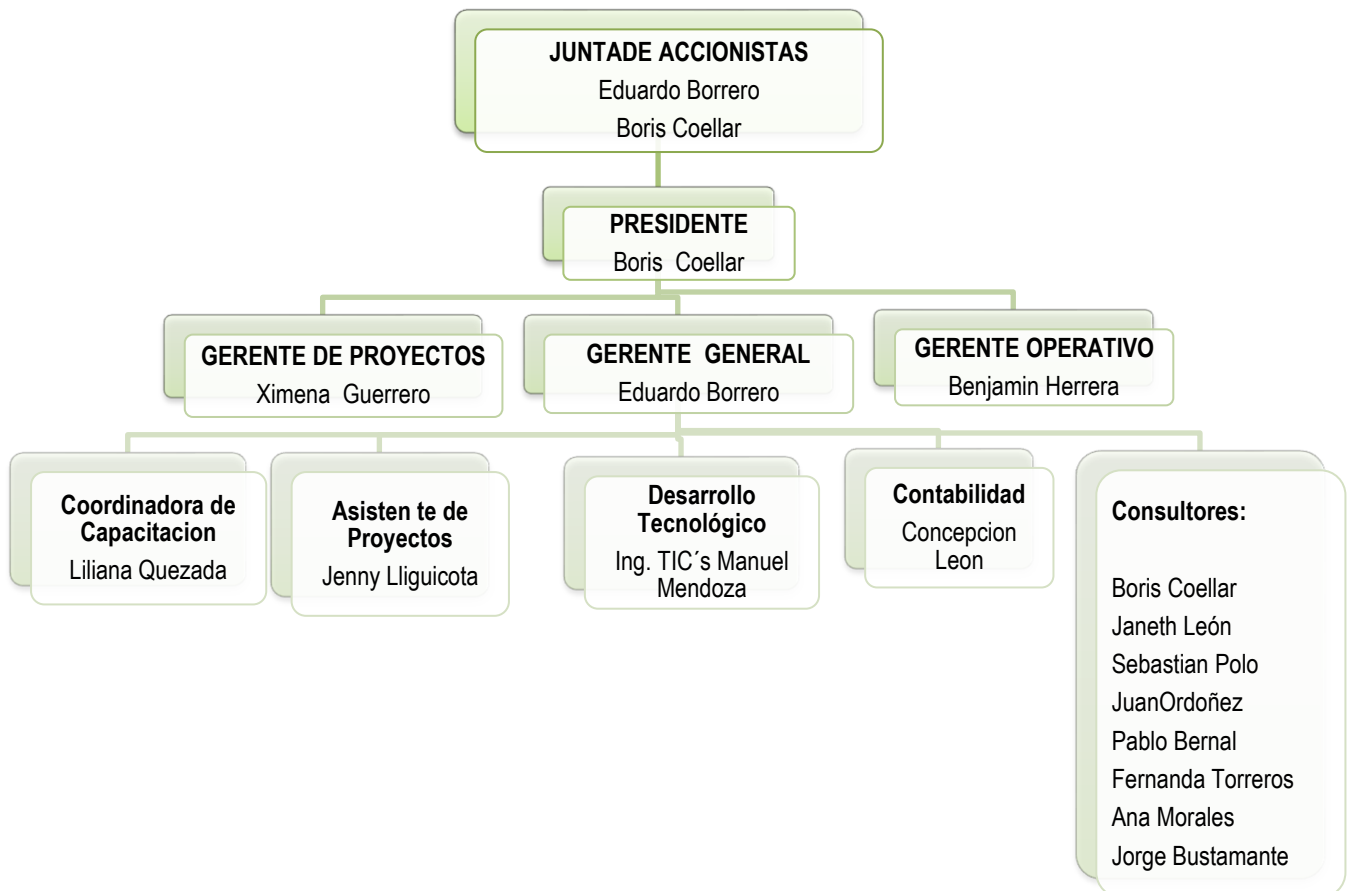 JUNTADE ACCIONISTAS
Eduardo Borrero
Boris Coellar
PRESIDENTE
Boris Coellar
GERENTE DE PROYECTOS
Ximena Guerrero
GERENTE GENERAL
Eduardo Borrero
GERENTE OPERATIVO
Benjamin Herrera
Coordinadora de
Capacitacion
Liliana Quezada
Asisten te de
Proyectos
Jenny Lliguicota
Desarrollo
Tecnológico
Ing. TIC´s Manuel
Mendoza
Contabilidad
Concepcion
Leon
Consultores:
Boris Coellar
Janeth León
Sebastian Polo
JuanOrdoñez
Pablo Bernal
Fernanda Torreros
Ana Morales
Jorge Bustamante